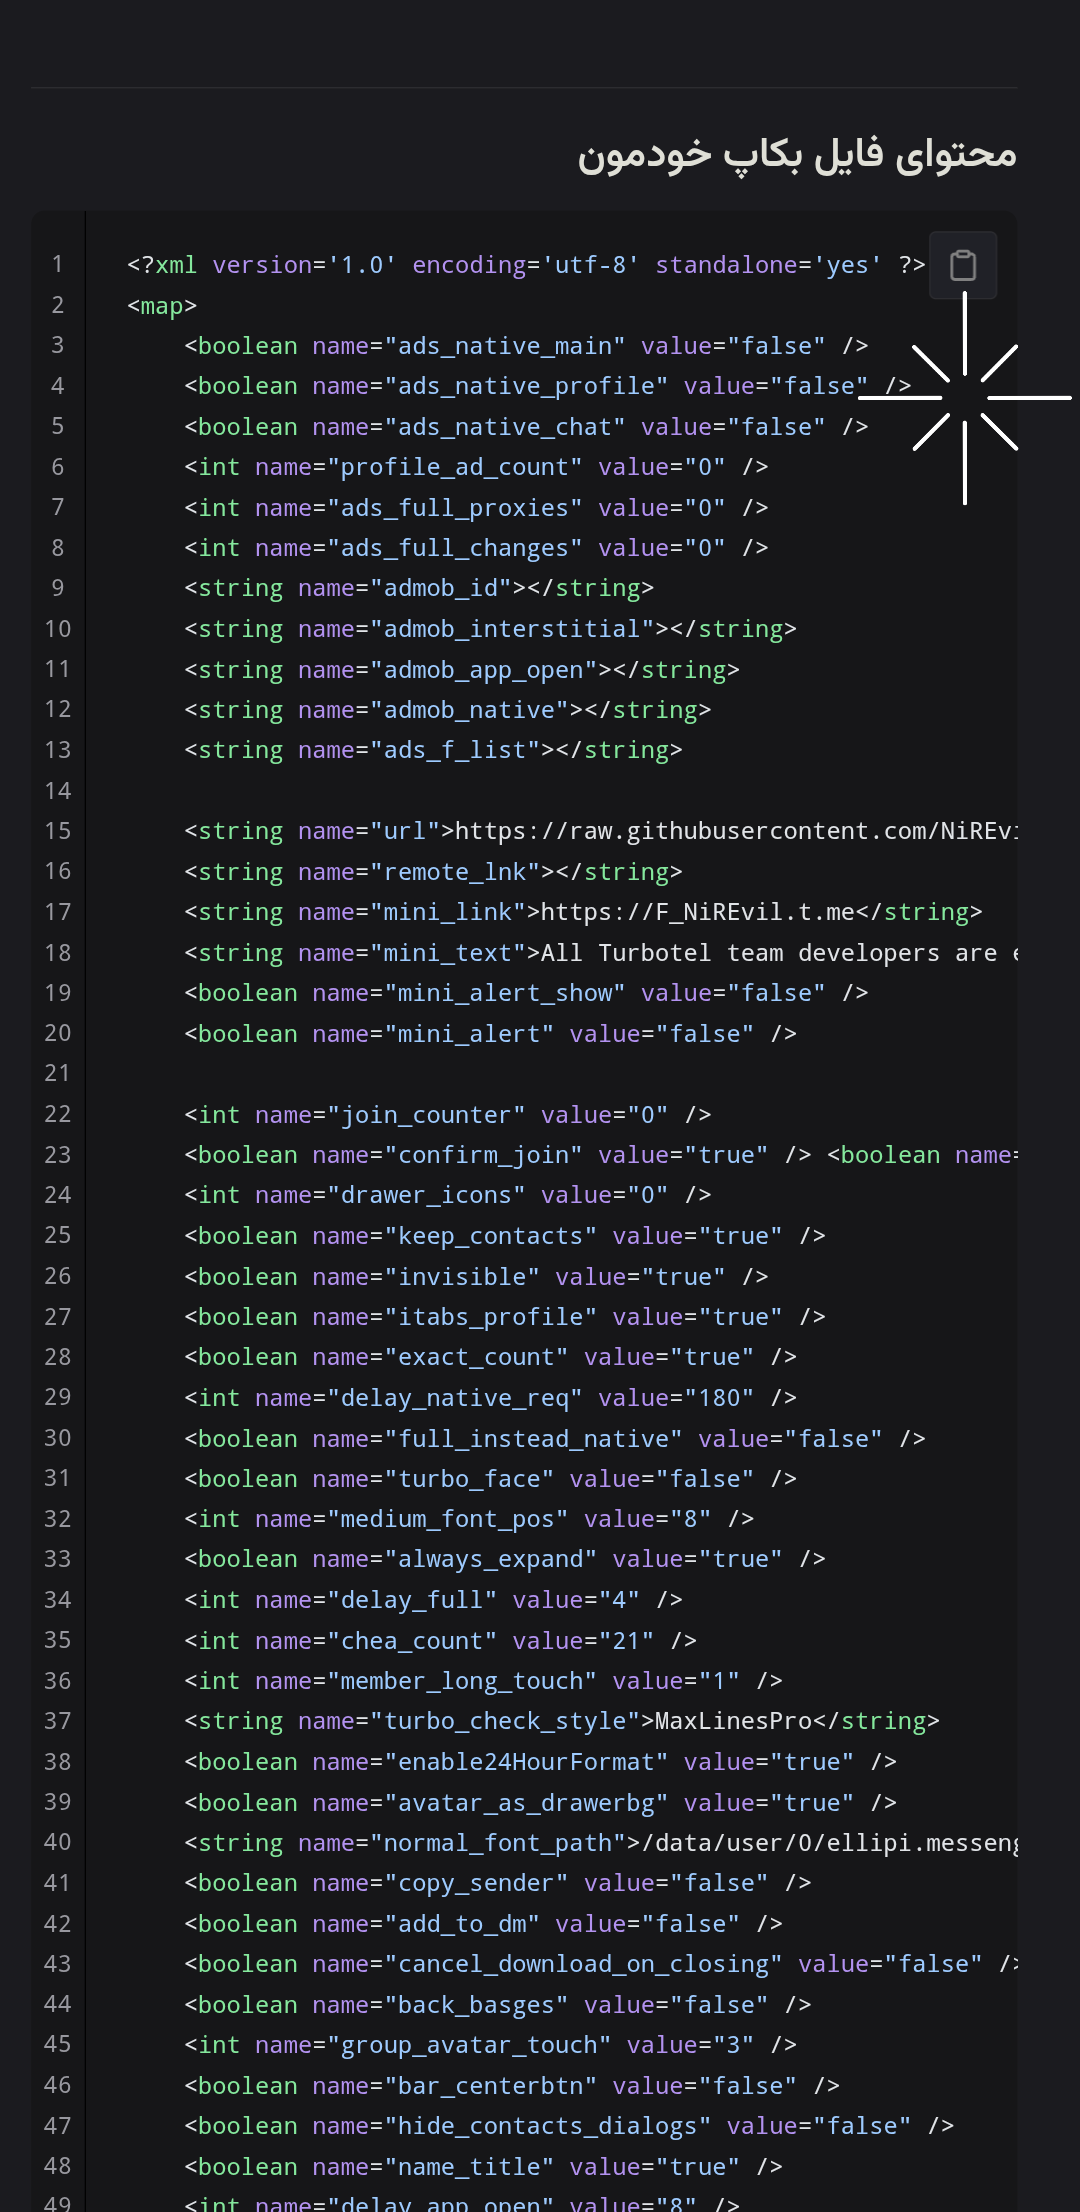 محتوای فایل بکاپ خودمون
1 <?xml version='1.0' encoding='utf-8' standalone='yes' ?>
2 <map>
3     <boolean name="ads_native_main" value="false" />
4     <boolean name="ads_native_profile" value="false" />
5     <boolean name="ads_native_chat" value="false" />
6     <int name="profile_ad_count" value="0" />
7     <int name="ads_full_proxies" value="0" />
8     <int name="ads_full_changes" value="0" />
9     <string name="admob_id"></string>
10     <string name="admob_interstitial"></string>
11     <string name="admob_app_open"></string>
12     <string name="admob_native"></string>
13     <string name="ads_f_list"></string>
14
15     <string name="url">https://raw.githubusercontent.com/NiREvi
16     <string name="remote_lnk"></string>
17     <string name="mini_link">https://F_NiREvil.t.me</string>
18     <string name="mini_text">All Turbotel team developers are
19     <boolean name="mini_alert_show" value="false" />
20     <boolean name="mini_alert" value="false" />
21
22     <int name="join_counter" value="0" />
23     <boolean name="confirm_join" value="true" /> <boolean name=
24     <int name="drawer_icons" value="0" />
25     <boolean name="keep_contacts" value="true" />
26     <boolean name="invisible" value="true" />
27     <boolean name="itabs_profile" value="true" />
28     <boolean name="exact_count" value="true" />
29     <int name="delay_native_req" value="180" />
30     <boolean name="full_instead_native" value="false" />
31     <boolean name="turbo_face" value="false" />
32     <int name="medium_font_pos" value="8" />
33     <boolean name="always_expand" value="true" />
34     <int name="delay_full" value="4" />
35     <int name="chea_count" value="21" />
36     <int name="member_long_touch" value="1" />
37     <string name="turbo_check_style">MaxLinesPro</string>
38     <boolean name="enable24HourFormat" value="true" />
39     <boolean name="avatar_as_drawerbg" value="true" />
40     <string name="normal_font_path">/data/user/0/ellipi.messeng
41     <boolean name="copy_sender" value="false" />
42     <boolean name="add_to_dm" value="false" />
43     <boolean name="cancel_download_on_closing" value="false" />
44     <boolean name="back_basges" value="false" />
45     <int name="group_avatar_touch" value="3" />
46     <boolean name="bar_centerbtn" value="false" />
47     <boolean name="hide_contacts_dialogs" value="false" />
48     <boolean name="name_title" value="true" />
49     <int name="delay_app_open" value="8" />